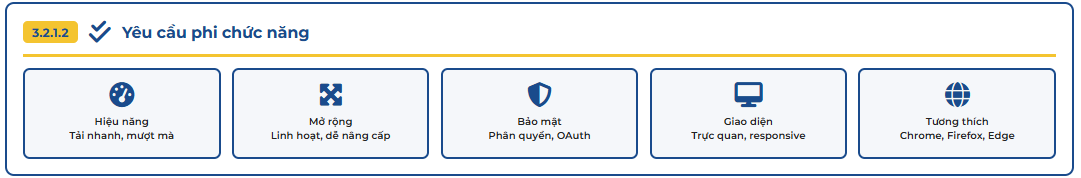 3.2.1.2 Yêu cầu phi chức năng
Hiệu năng
Tải nhanh, mượt mà
Mở rộng
Linh hoạt, dễ nâng cấp
Bảo mật
Phân quyền, OAuth
Giao diện
Trực quan, responsive
Tương thích
Chrome, Firefox, Edge